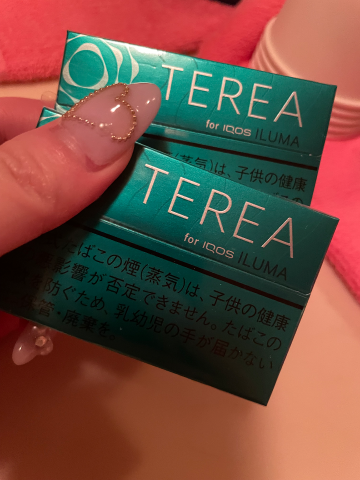 TEREA
for IQOS ILUMA
(蒸気)は、子供の健康
TEREA
for IQOS ILUMA
たばこの煙(蒸気)は、子供の健康
影響が否定できません。たばこの
防ぐため、乳幼児の手が届かない
・廃棄を。